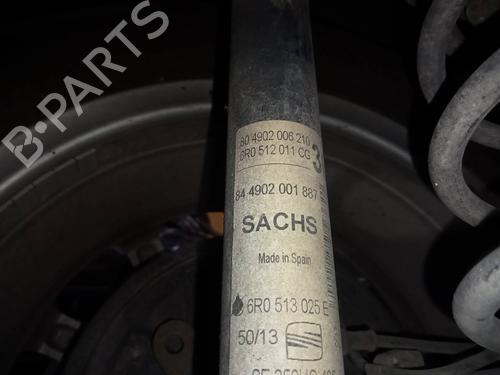 B-PARTS
80 4902 006 210
6R0 512 011 CG
3
84 4902 001 887
SACHS
Made in Spain
6R0 513 025 E
50/13